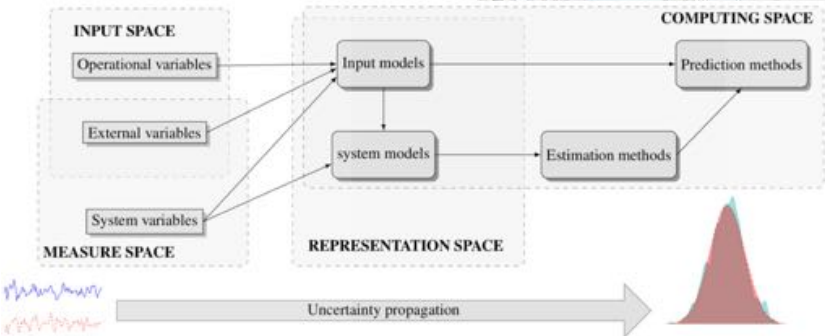 COMPUTING SPACE
INPUT SPACE
Operational variables
Input models
Prediction methods
External variables
system models
Estimation methods
System variables
MEASURE SPACE
REPRESENTATION SPACE
Uncertainty propagation